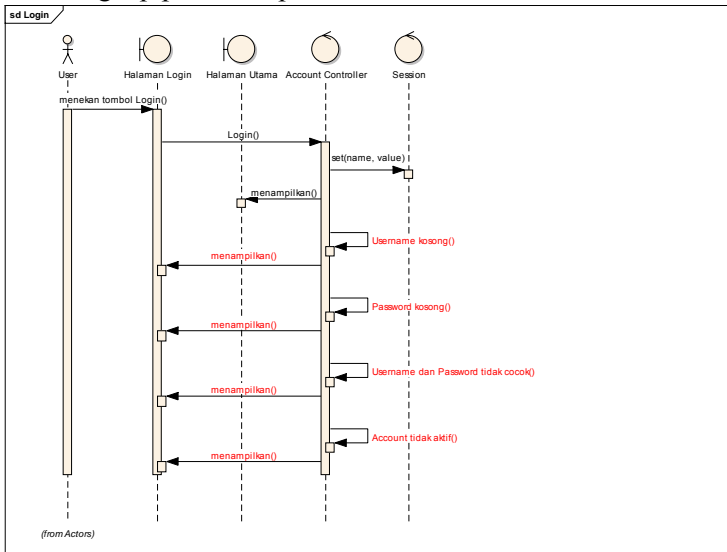 sd Login
User
Halaman Login
Halaman Utama
Account Controller
Session
menekan tombol Login()
Login()
set(name, value)
menampilkan()
Username kosong()
menampilkan()
Password kosong()
menampilkan()
Username dan Password tidak cocok()
menampilkan()
Account tidak aktif()
menampilkan()
(from Actors)